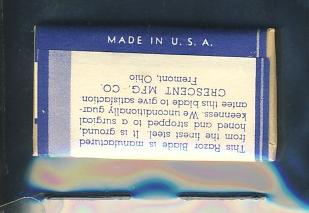 MADE IN U. S. A.
This Razor Blade is manufactured
from the finest steel. It is ground,
honed and stropped to a surgical
keenness. We unconditionally guar-
antee this blade to give satisfaction
CRESCENT MFG. CO.
Fremont, Ohio